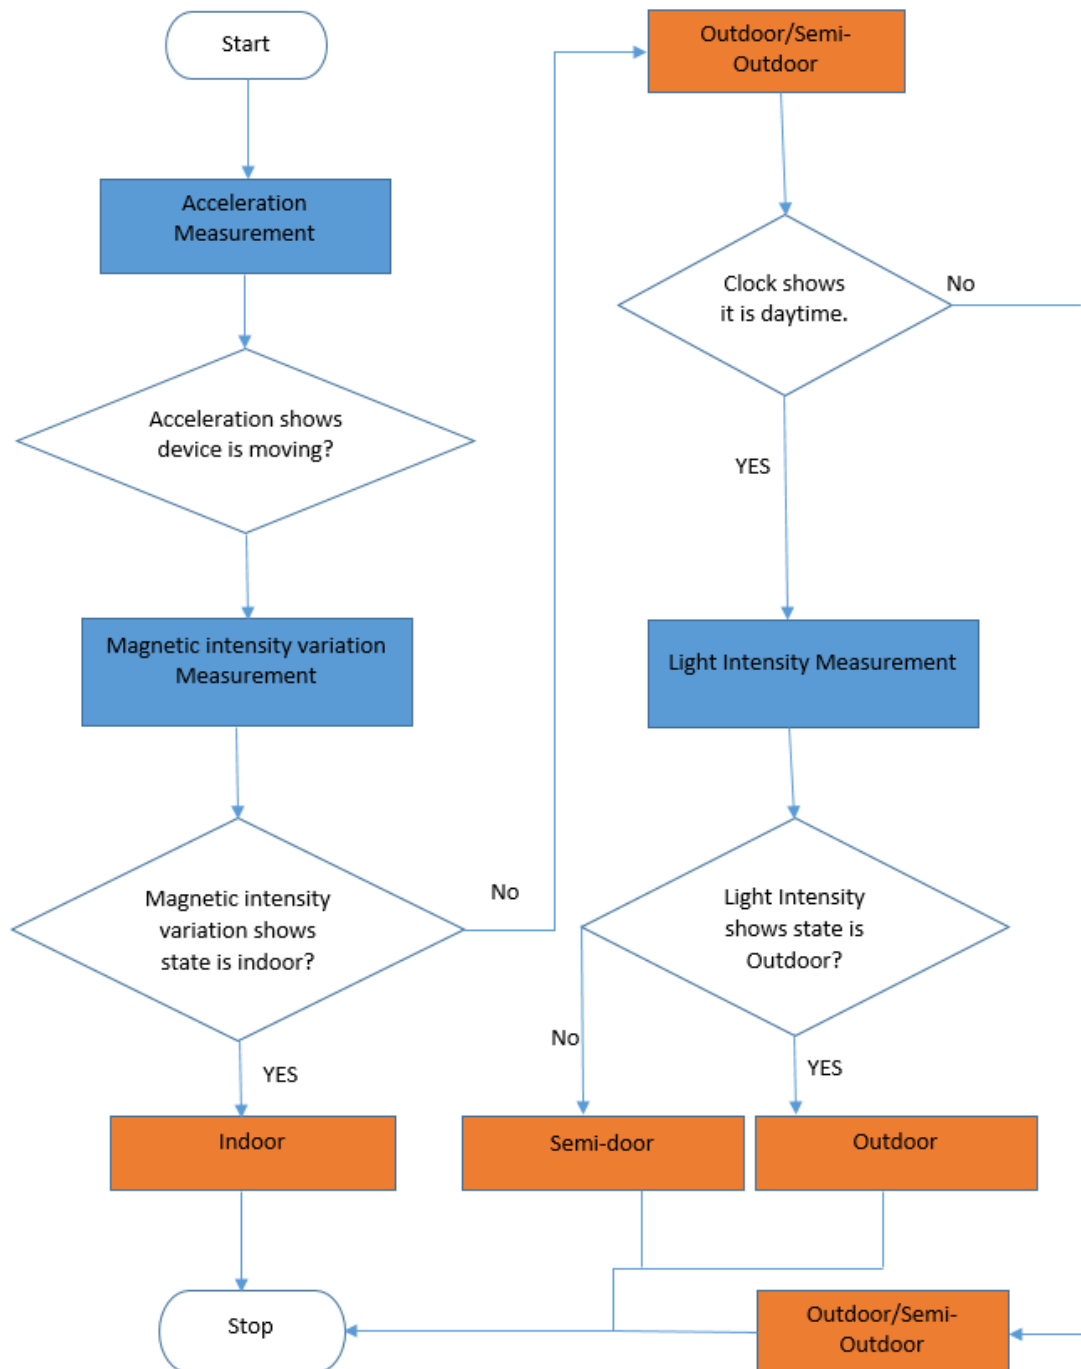 Start
Acceleration
Measurement
Acceleration shows
device is moving?
Magnetic intensity variation
Measurement
Magnetic intensity
variation shows
state is indoor?
No
YES
Indoor
Stop
Outdoor/Semi-
Outdoor
Clock shows
it is daytime.
No
YES
Light Intensity Measurement
Light Intensity
shows state is
Outdoor?
No
YES
Semi-door
Outdoor
Outdoor/Semi-
Outdoor